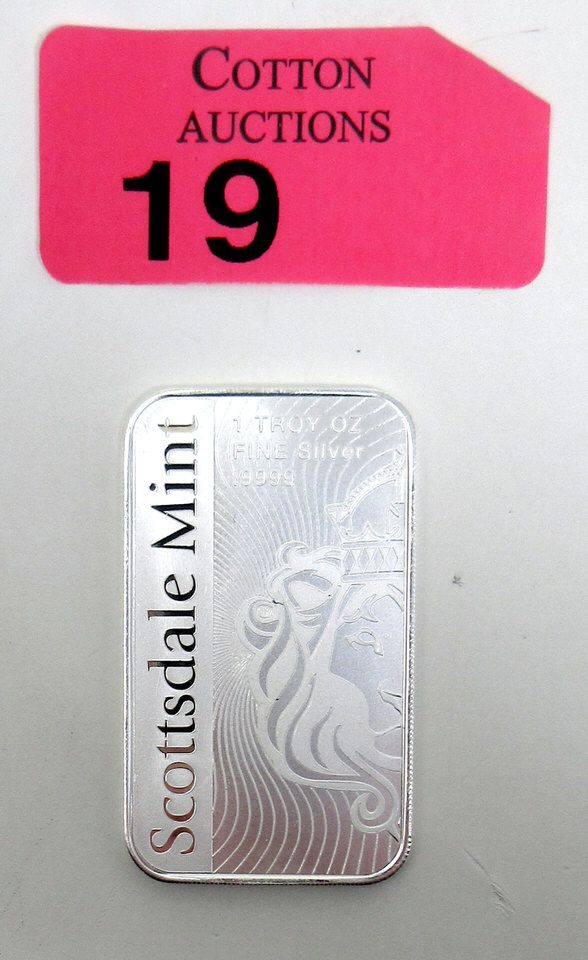 COTTON
AUCTIONS
19
Scottsdale Mint
1 TROY OZ
FINE Silver
.9999